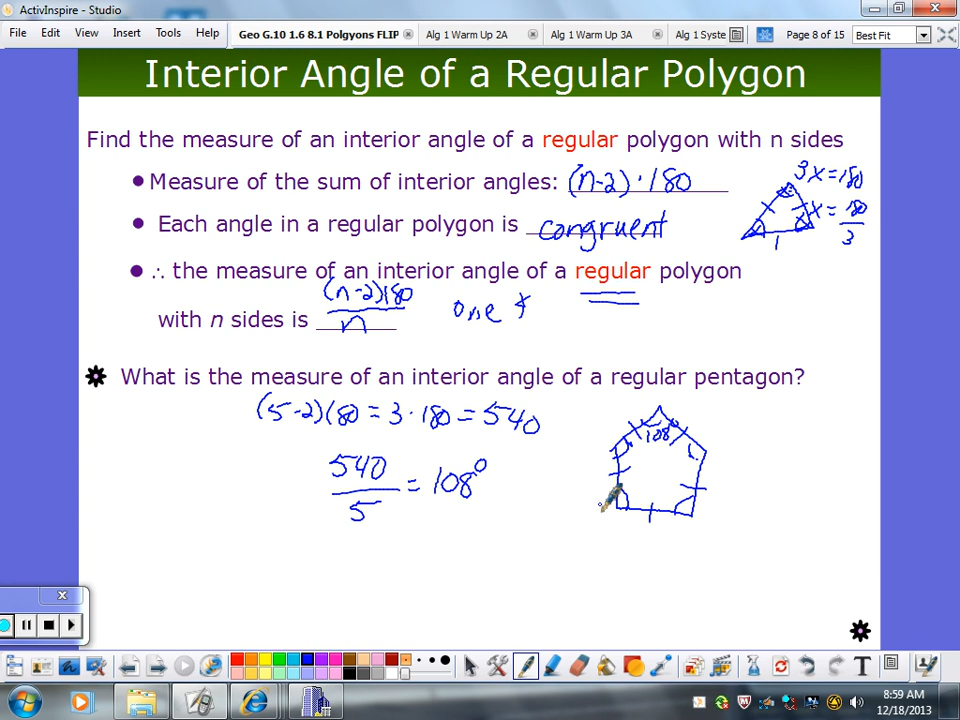 ActivInspire - Studio
File Edit View Insert Tools Help Geo G.10 1.6 8.1 Polgyons FLIP Alg 1 Warm Up 2A Alg 1 Warm Up 3A Alg 1 Syste Page 8 of 15 Best Fit
Interior Angle of a Regular Polygon
Find the measure of an interior angle of a regular polygon with n sides
Measure of the sum of interior angles: (n-2)·180
3x=180
Each angle in a regular polygon is congruent
x=180/3
1
∴ the measure of an interior angle of a regular polygon
with n sides is (n-2)180/n one
What is the measure of an interior angle of a regular pentagon?
(5-2)180 = 3·180 = 540
108°
540/5 = 108°
T
8:59 AM
12/18/2013